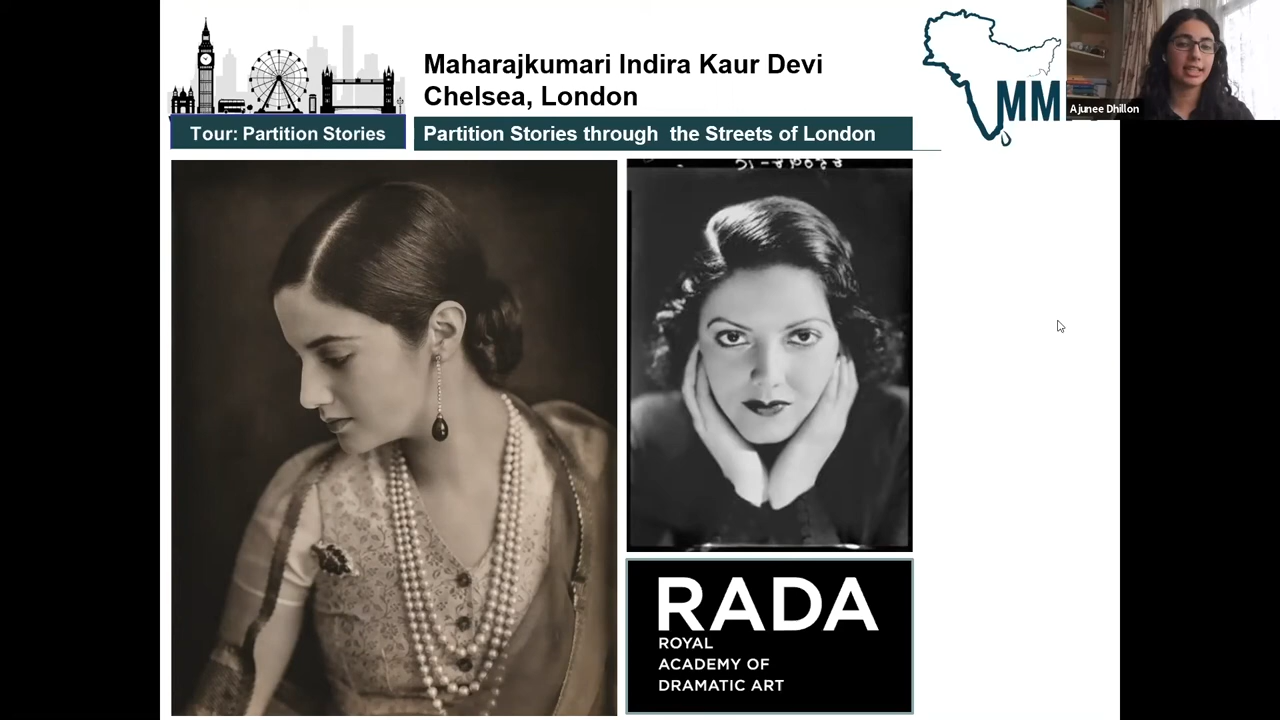 Maharajkumari Indira Kaur Devi
Chelsea, London
Tour: Partition Stories
Partition Stories through the Streets of London
MM
Ajunee Dhillon
RADA
ROYAL
ACADEMY OF
DRAMATIC ART